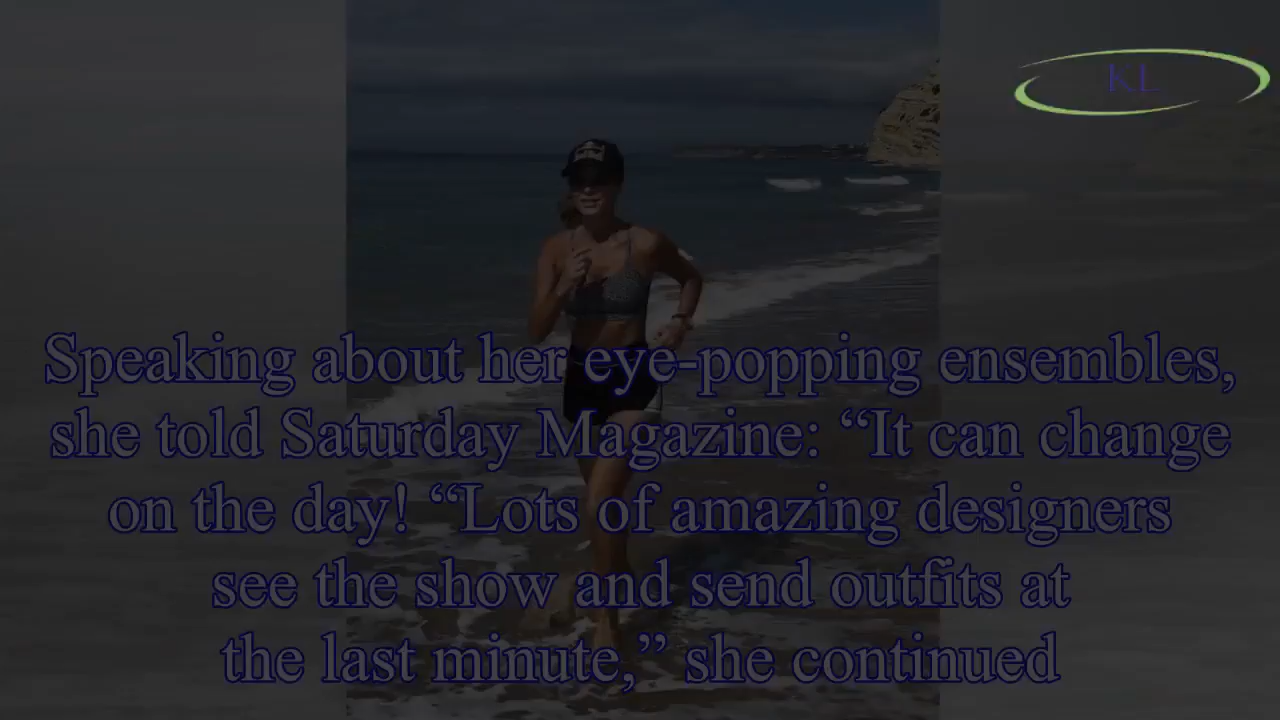 KL
Speaking about her eye-popping ensembles,
she told Saturday Magazine: “It can change
on the day! “Lots of amazing designers
see the show and send outfits at
the last minute,” she continued